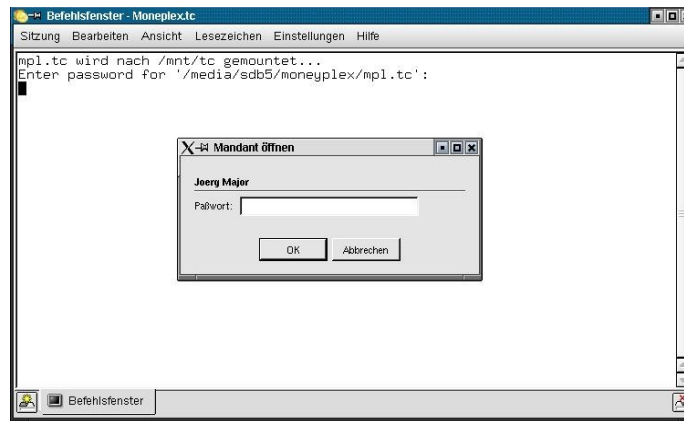 Befehlsfenster - Moneplex.tc
Sitzung Bearbeiten Ansicht Lesezeichen Einstellungen Hilfe
mpl.tc wird nach /mnt/tc gemountet...
Enter password for '/media/sdb5/moneyplex/mpl.tc':
Mandant öffnen
Joerg Major
Paßwort:
OK Abbrechen
Befehlsfenster